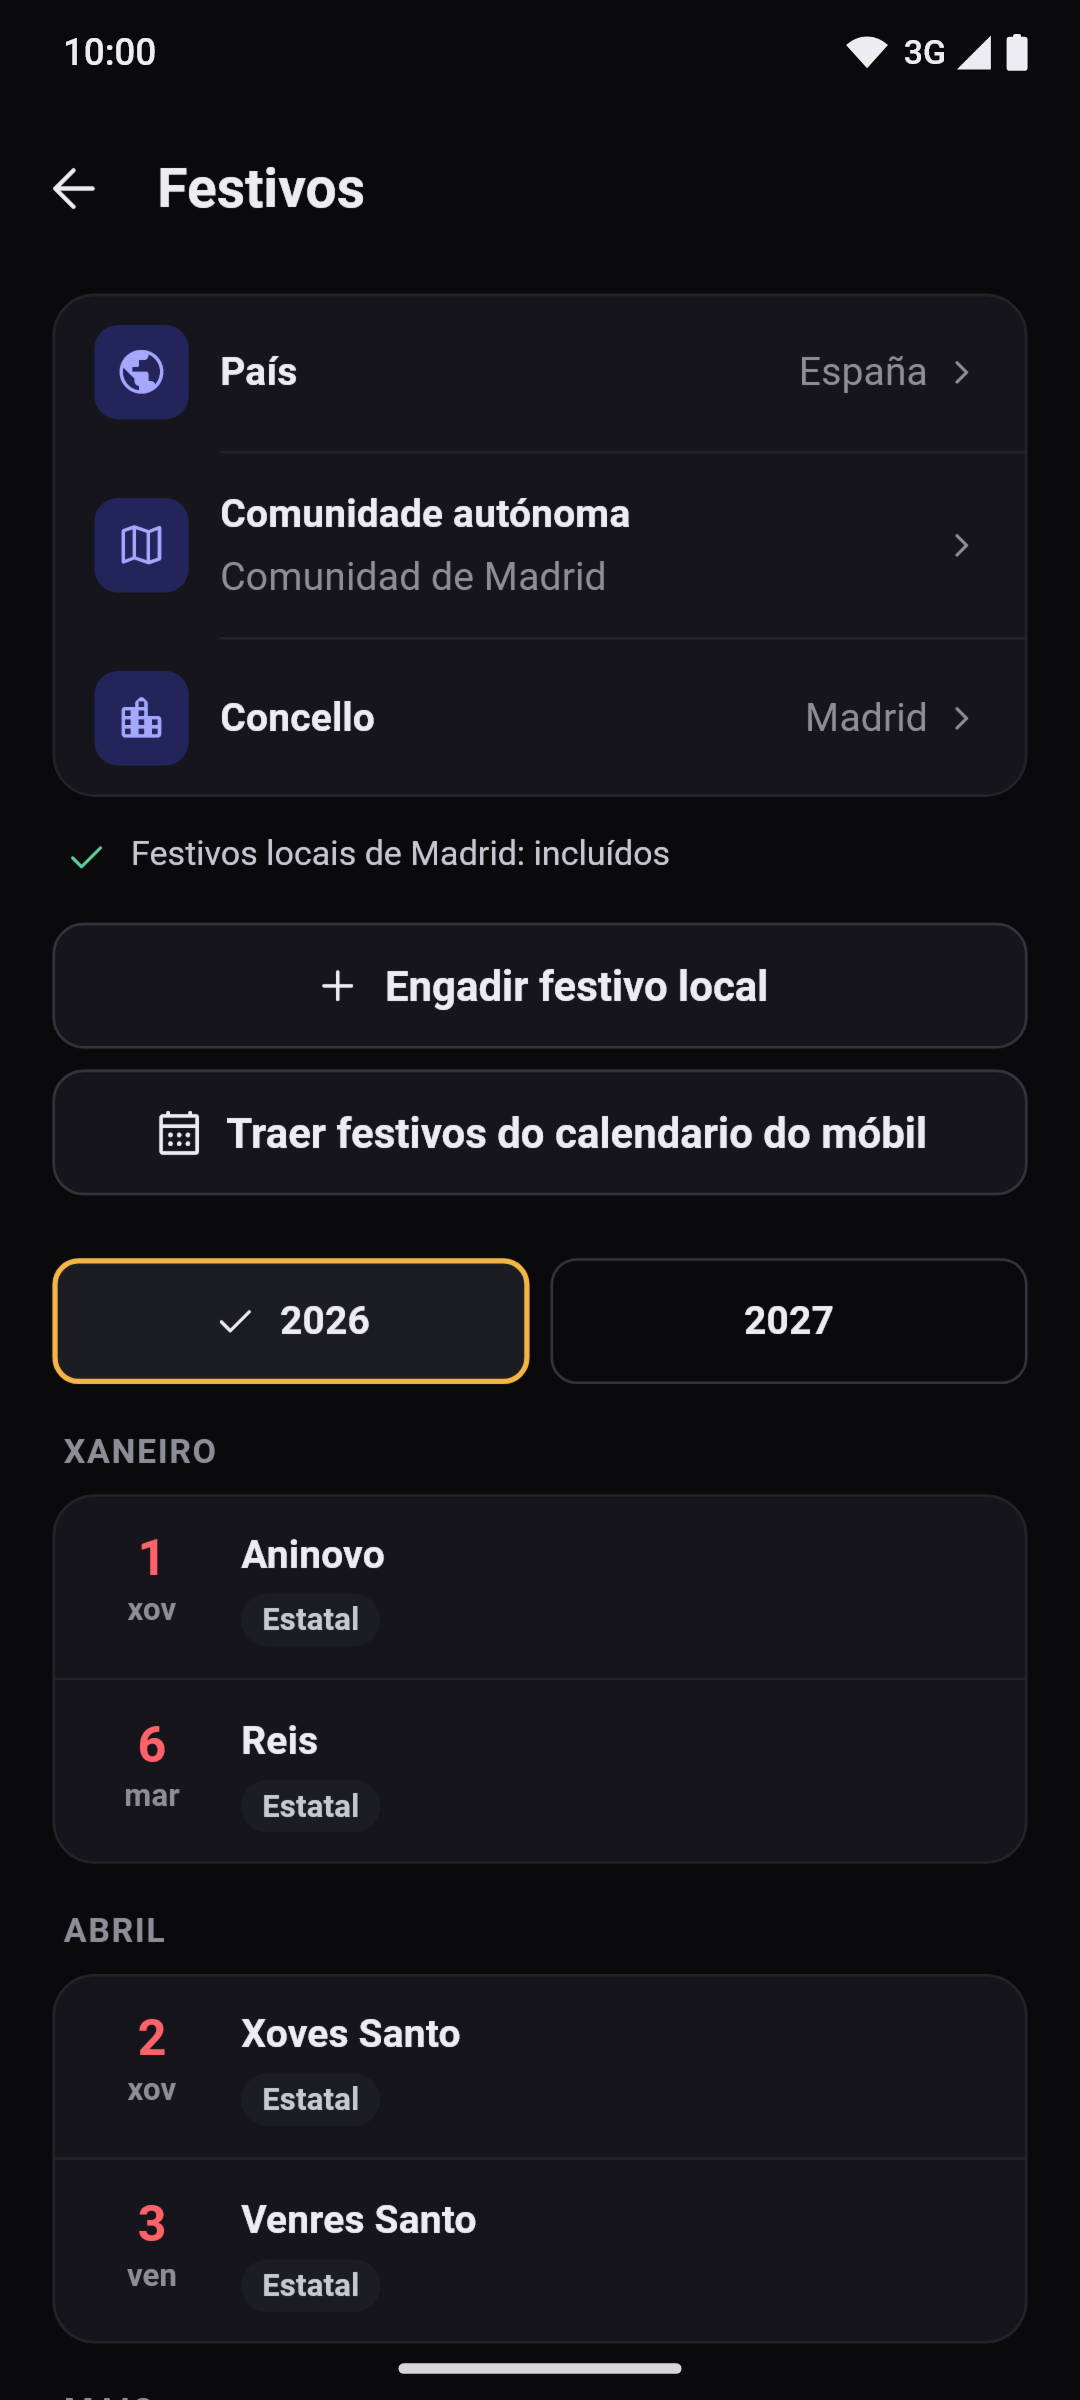 10:00
3G
Festivos
País
España
Comunidade autónoma
Comunidad de Madrid
Concello
Madrid
Festivos locais de Madrid: incluídos
Engadir festivo local
Traer festivos do calendario do móbil
2026
2027
XANEIRO
1
Aninovo
xov
Estatal
6
Reis
mar
Estatal
ABRIL
2
Xoves Santo
xov
Estatal
3
Venres Santo
ven
Estatal